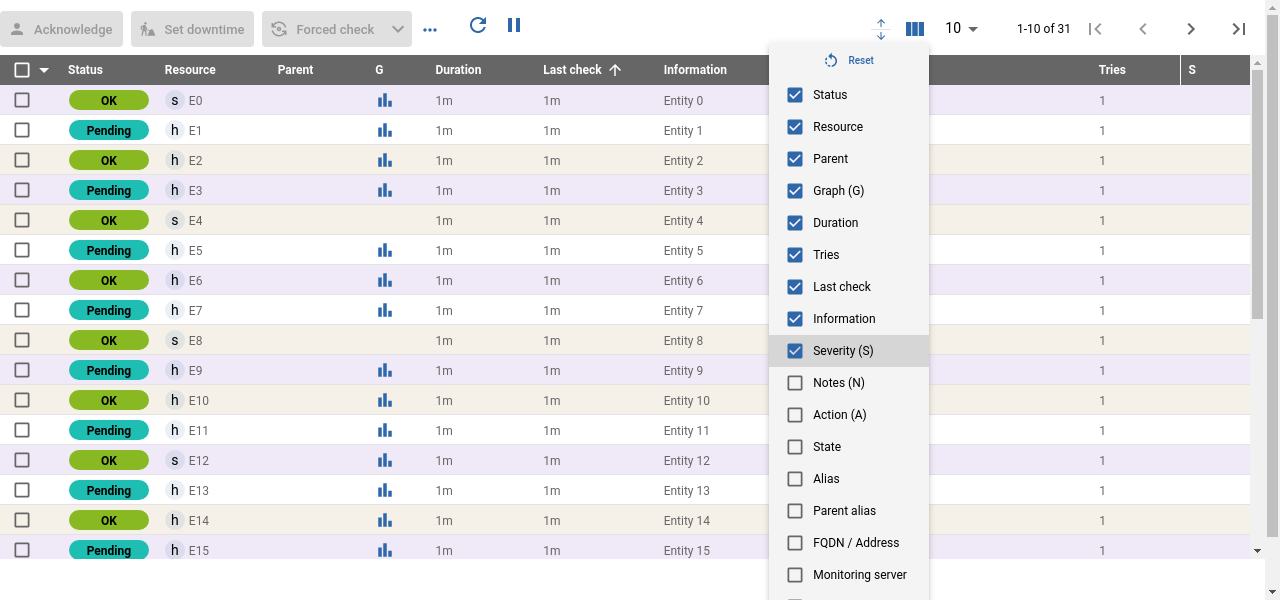 Acknowledge Set downtime Forced check 10 1-10 of 31
Status Resource Parent G Duration Last check Information Tries S
OK s E0 1m 1m Entity 0 1
Pending h E1 1m 1m Entity 1 1
OK h E2 1m 1m Entity 2 1
Pending h E3 1m 1m Entity 3 1
OK s E4 1m 1m Entity 4 1
Pending h E5 1m 1m Entity 5 1
OK h E6 1m 1m Entity 6 1
Pending h E7 1m 1m Entity 7 1
OK s E8 1m 1m Entity 8 1
Pending h E9 1m 1m Entity 9 1
OK h E10 1m 1m Entity 10 1
Pending h E11 1m 1m Entity 11 1
OK s E12 1m 1m Entity 12 1
Pending h E13 1m 1m Entity 13 1
OK h E14 1m 1m Entity 14 1
Pending h E15 1m 1m Entity 15 1
Reset
Status
Resource
Parent
Graph (G)
Duration
Tries
Last check
Information
Severity (S)
Notes (N)
Action (A)
State
Alias
Parent alias
FQDN / Address
Monitoring server